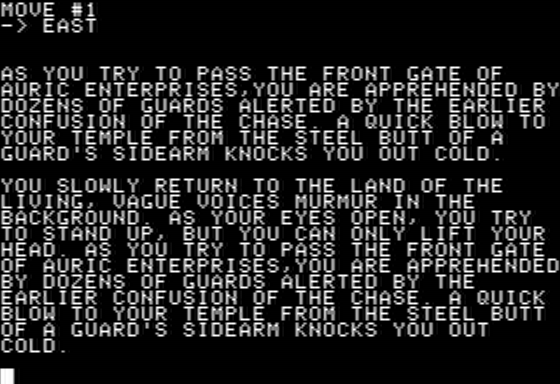 MOVE #1
-> EAST
AS YOU TRY TO PASS THE FRONT GATE OF
AURIC ENTERPRISES,YOU ARE APPREHENDED BY
DOZENS OF GUARDS ALERTED BY THE EARLIER
CONFUSION OF THE CHASE. A QUICK BLOW TO
YOUR TEMPLE FROM THE STEEL BUTT OF A
GUARD'S SIDEARM KNOCKS YOU OUT COLD.
YOU SLOWLY RETURN TO THE LAND OF THE
LIVING, VAGUE VOICES MURMUR IN THE
BACKGROUND. AS YOUR EYES OPEN, YOU TRY
TO STAND UP, BUT YOU CAN ONLY LIFT YOUR
HEAD. AS YOU TRY TO PASS THE FRONT GATE
OF AURIC ENTERPRISES,YOU ARE APPREHENDED
BY DOZENS OF GUARDS ALERTED BY THE
EARLIER CONFUSION OF THE CHASE. A QUICK
BLOW TO YOUR TEMPLE FROM THE STEEL BUTT
OF A GUARD'S SIDEARM KNOCKS YOU OUT
COLD.